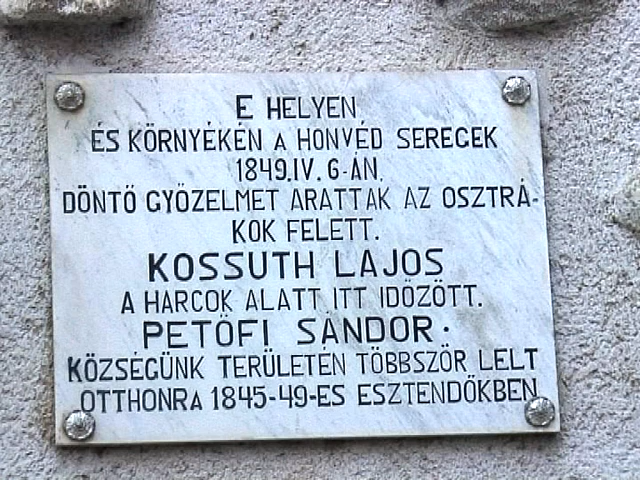 E HELYEN
ÉS KÖRNYÉKÉN A HONVÉD SEREGEK
1849.IV. 6-ÁN.
DÖNTŐ GYŐZELMET ARATTAK AZ OSZTRÁ-
KOK FELETT.
KOSSUTH LAJOS
A HARCOK ALATT ITT IDŐZÖTT.
PETŐFI SÁNDOR.
KÖZSÉGÜNK TERÜLETÉN TÖBBSZÖR LELT
OTTHONRA 1845-49-ES ESZTENDŐKBEN